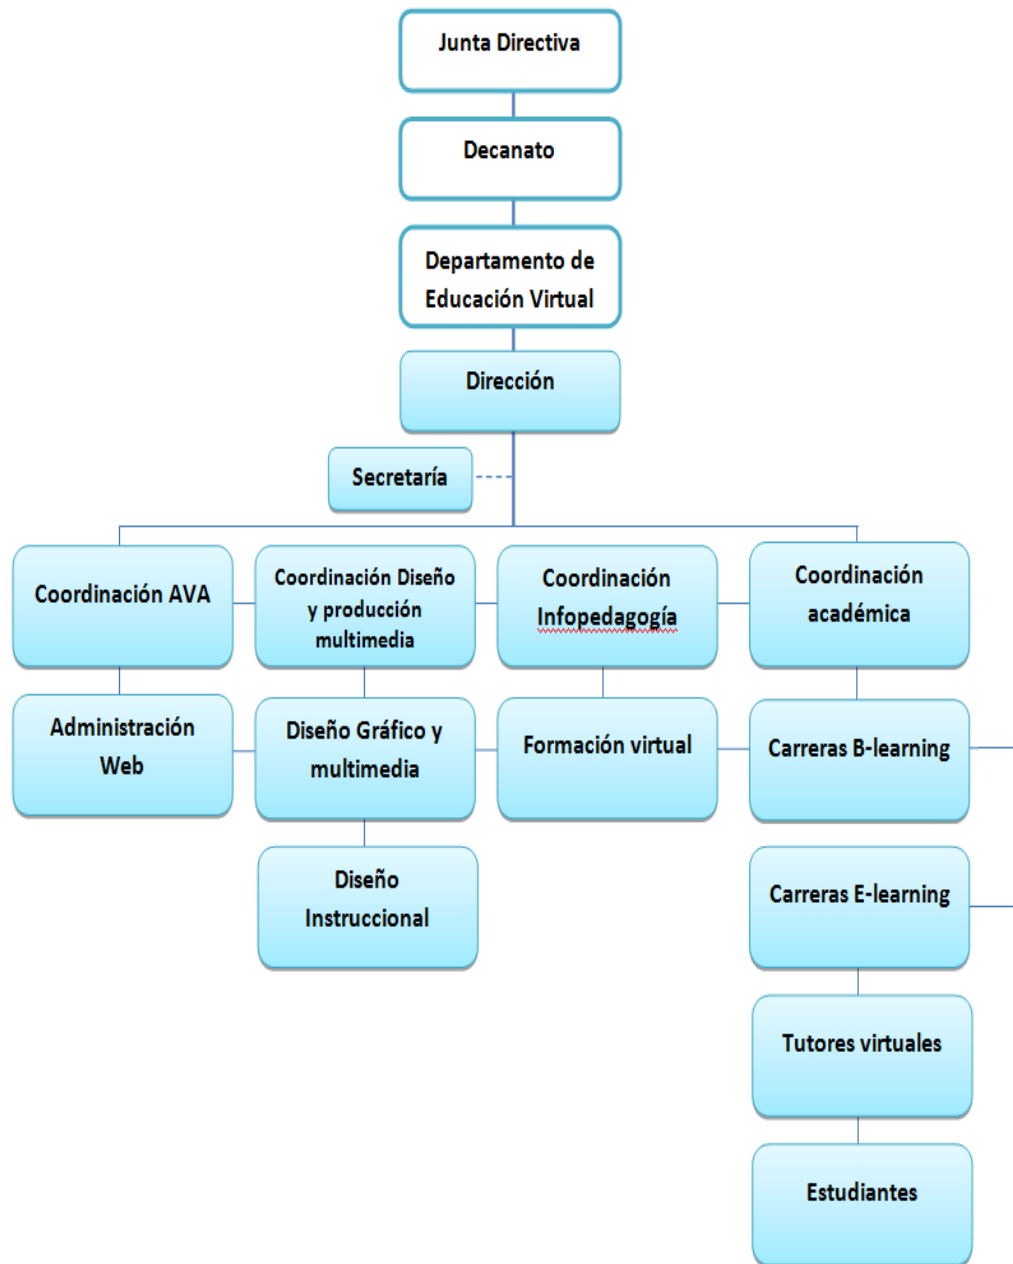 Junta Directiva
Decanato
Departamento de
Educación Virtual
Dirección
Secretaría
Coordinación AVA
Coordinación Diseño
y producción
multimedia
Coordinación
Infopedagogía
Coordinación
académica
Administración
Web
Diseño Gráfico y
multimedia
Formación virtual
Carreras B-learning
Diseño
Instruccional
Carreras E-learning
Tutores virtuales
Estudiantes